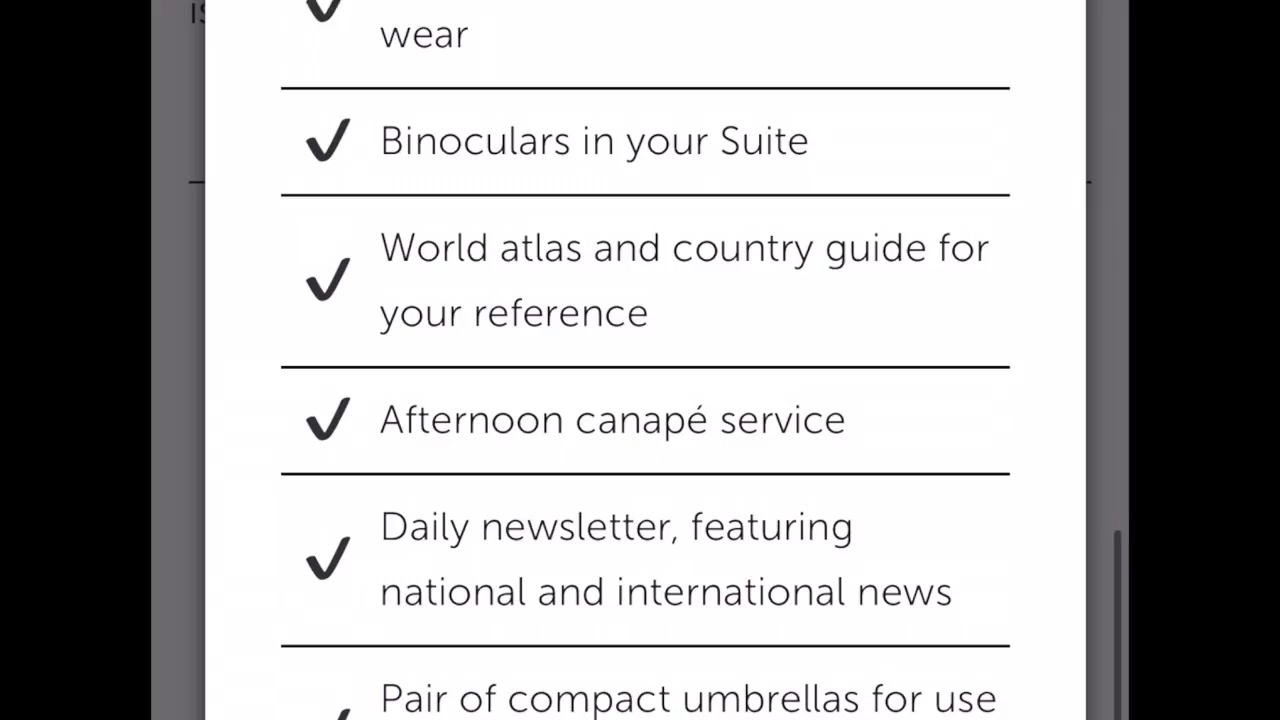 wear
Binoculars in your Suite
World atlas and country guide for
your reference
Afternoon canapé service
Daily newsletter, featuring
national and international news
Pair of compact umbrellas for use